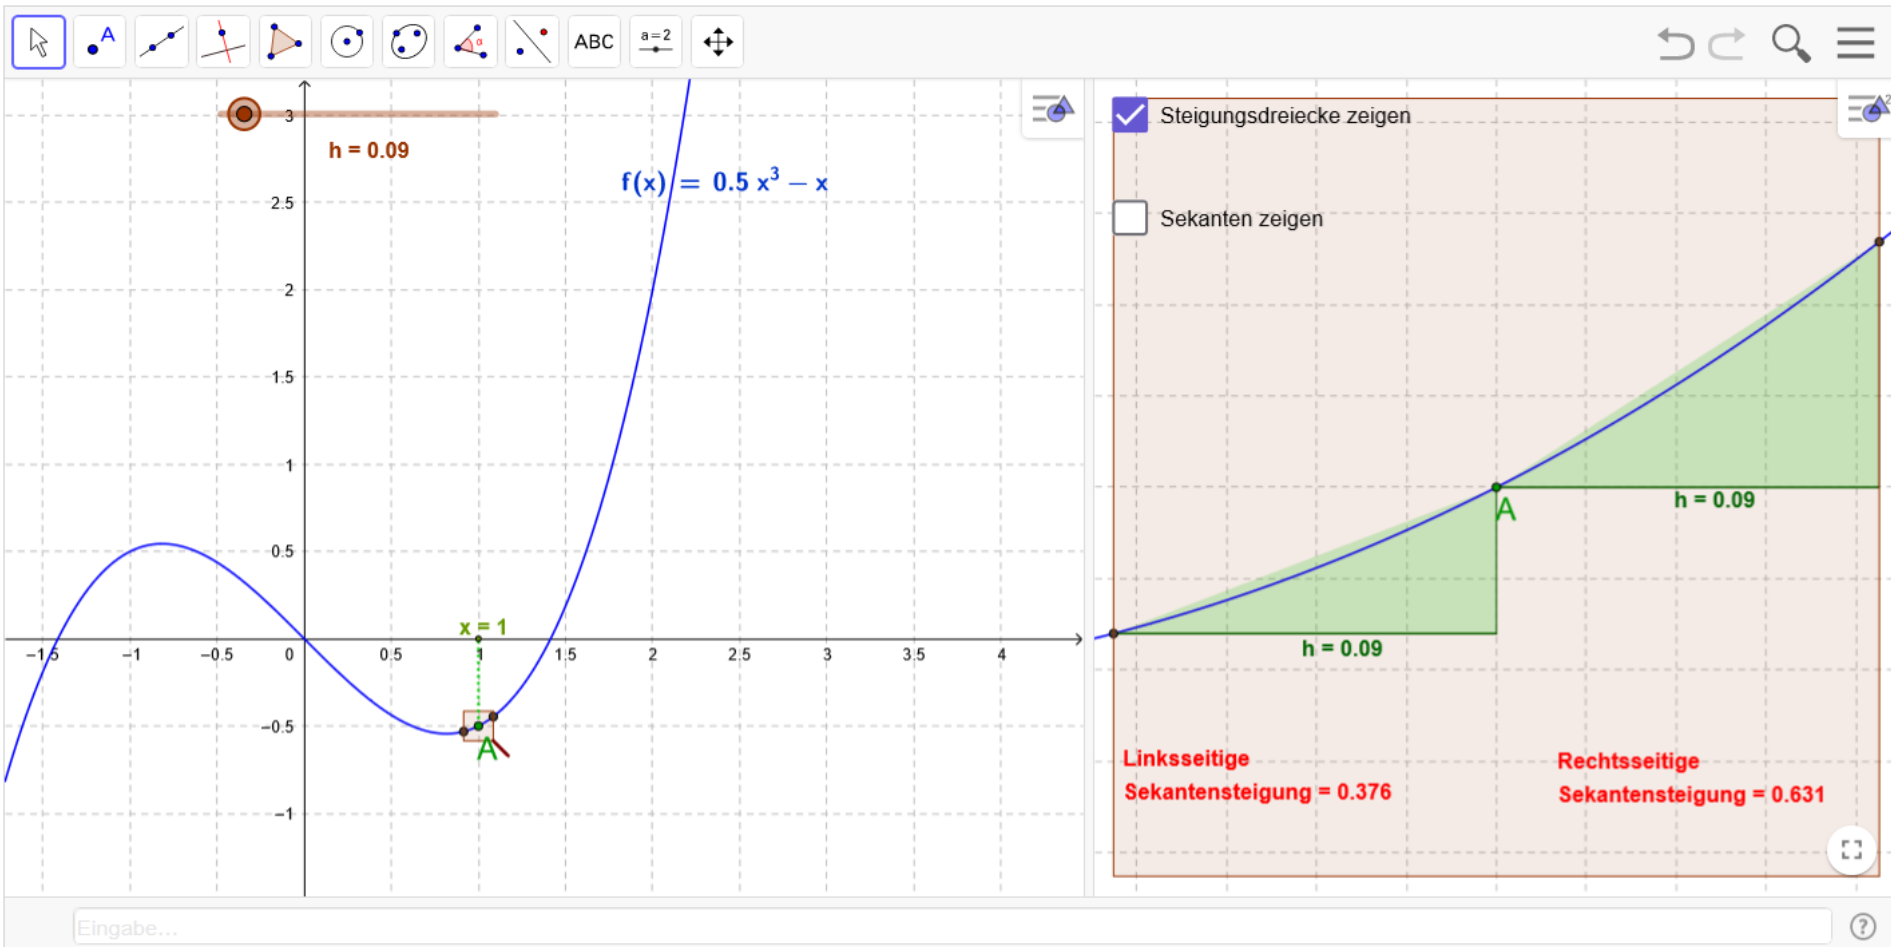 A
α
ABC
a=2
h = 0.09
f(x) = 0.5 x³ − x
3
2.5
2
1.5
1
0.5
−0.5
−1
−1.5
−1
−0.5
0
0.5
1
1.5
2
2.5
3
3.5
4
x = 1
A
Steigungsdreiecke zeigen
Sekanten zeigen
2
A
h = 0.09
h = 0.09
Linksseitige
Sekantensteigung = 0.376
Rechtsseitige
Sekantensteigung = 0.631
Eingabe...
?